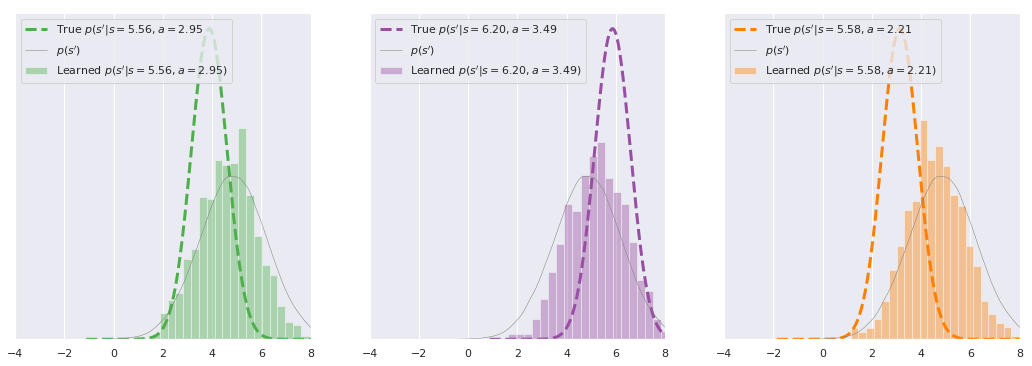 True p(s′|s = 5.56, a = 2.95
p(s′)
Learned p(s′|s = 5.56, a = 2.95)
−4 −2 0 2 4 6 8
True p(s′|s = 6.20, a = 3.49
p(s′)
Learned p(s′|s = 6.20, a = 3.49)
−4 −2 0 2 4 6 8
True p(s′|s = 5.58, a = 2.21
p(s′)
Learned p(s′|s = 5.58, a = 2.21)
−4 −2 0 2 4 6 8